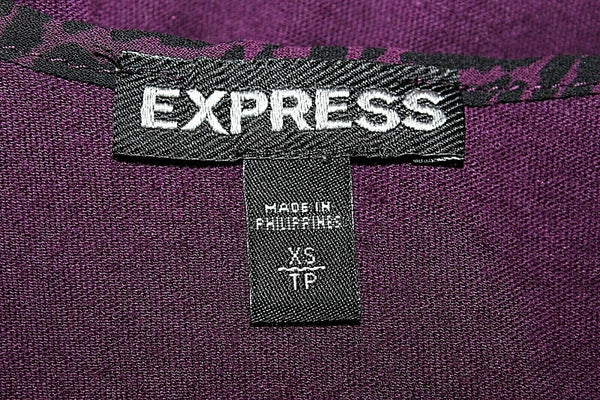 EXPRESS
MADE IN
PHILIPPINES
XS
TP